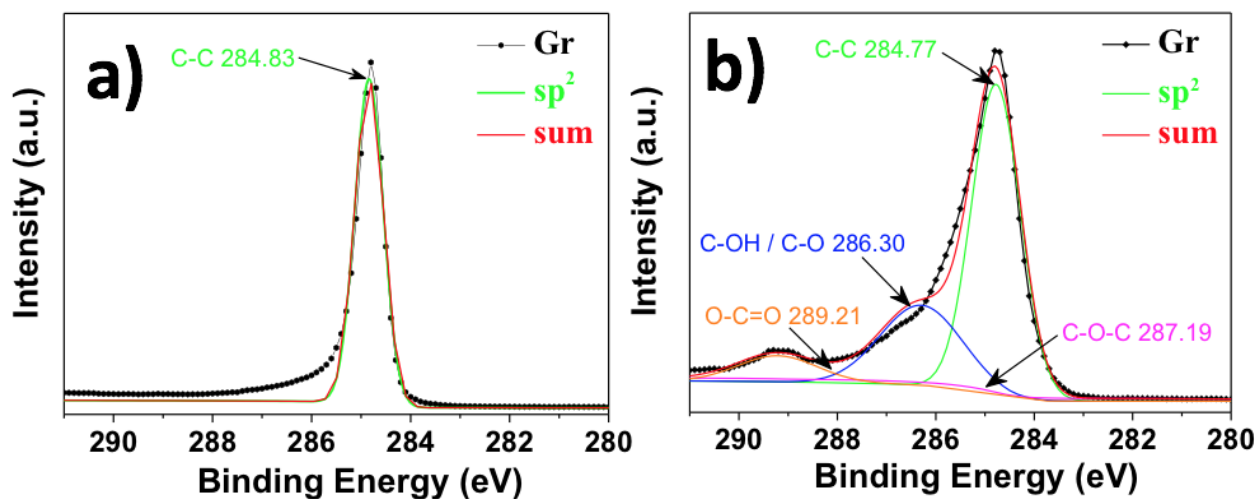 a)
C-C 284.83
Gr
sp²
sum
Intensity (a.u.)
290 288 286 284 282 280
Binding Energy (eV)
b)
C-C 284.77
Gr
sp²
sum
C-OH / C-O 286.30
O-C=O 289.21
C-O-C 287.19
Intensity (a.u.)
290 288 286 284 282 280
Binding Energy (eV)